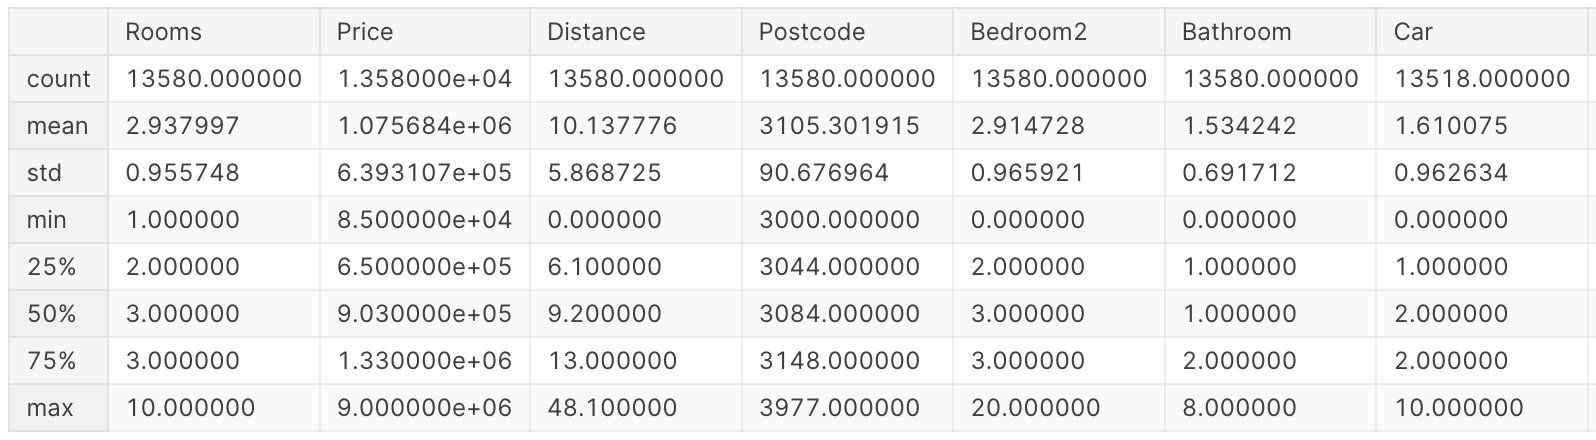 Rooms Price Distance Postcode Bedroom2 Bathroom Car
count 13580.000000 1.358000e+04 13580.000000 13580.000000 13580.000000 13580.000000 13518.000000
mean 2.937997 1.075684e+06 10.137776 3105.301915 2.914728 1.534242 1.610075
std 0.955748 6.393107e+05 5.868725 90.676964 0.965921 0.691712 0.962634
min 1.000000 8.500000e+04 0.000000 3000.000000 0.000000 0.000000 0.000000
25% 2.000000 6.500000e+05 6.100000 3044.000000 2.000000 1.000000 1.000000
50% 3.000000 9.030000e+05 9.200000 3084.000000 3.000000 1.000000 2.000000
75% 3.000000 1.330000e+06 13.000000 3148.000000 3.000000 2.000000 2.000000
max 10.000000 9.000000e+06 48.100000 3977.000000 20.000000 8.000000 10.000000